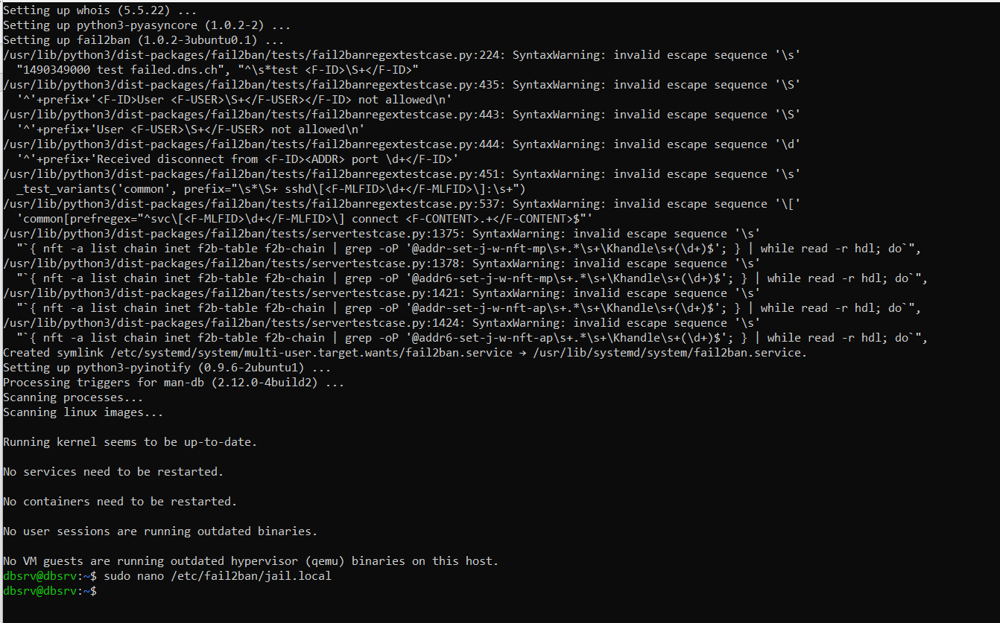 Setting up whois (5.5.22) ...
Setting up python3-pyasyncore (1.0.2-2) ...
Setting up fail2ban (1.0.2-3ubuntu0.1) ...
/usr/lib/python3/dist-packages/fail2ban/tests/fail2banregextestcase.py:224: SyntaxWarning: invalid escape sequence '\s'
  "1490349000 test failed.dns.ch", "^\s*test <F-ID>\S+</F-ID>"
/usr/lib/python3/dist-packages/fail2ban/tests/fail2banregextestcase.py:435: SyntaxWarning: invalid escape sequence '\S'
  '^'+prefix+'<F-ID>User <F-USER>\S+</F-USER></F-ID> not allowed\n'
/usr/lib/python3/dist-packages/fail2ban/tests/fail2banregextestcase.py:443: SyntaxWarning: invalid escape sequence '\S'
  '^'+prefix+'User <F-USER>\S+</F-USER> not allowed\n'
/usr/lib/python3/dist-packages/fail2ban/tests/fail2banregextestcase.py:444: SyntaxWarning: invalid escape sequence '\d'
  '^'+prefix+'Received disconnect from <F-ID><ADDR> port \d+</F-ID>'
/usr/lib/python3/dist-packages/fail2ban/tests/fail2banregextestcase.py:451: SyntaxWarning: invalid escape sequence '\s'
  _test_variants('common', prefix="\s*\S+ sshd\[<F-MLFID>\d+</F-MLFID>\]:\s+")
/usr/lib/python3/dist-packages/fail2ban/tests/fail2banregextestcase.py:537: SyntaxWarning: invalid escape sequence '\['
  'common[prefregex="^svc\[<F-MLFID>\d+</F-MLFID>\] connect <F-CONTENT>.+</F-CONTENT>$"'
/usr/lib/python3/dist-packages/fail2ban/tests/servertestcase.py:1375: SyntaxWarning: invalid escape sequence '\s'
  "`{ nft -a list chain inet f2b-table f2b-chain | grep -oP '@addr-set-j-w-nft-mp\s+.*\s+\Khandle\s+(\d+)$'; } | while read -r hdl; do`",
/usr/lib/python3/dist-packages/fail2ban/tests/servertestcase.py:1378: SyntaxWarning: invalid escape sequence '\s'
  "`{ nft -a list chain inet f2b-table f2b-chain | grep -oP '@addr6-set-j-w-nft-mp\s+.*\s+\Khandle\s+(\d+)$'; } | while read -r hdl; do`",
/usr/lib/python3/dist-packages/fail2ban/tests/servertestcase.py:1421: SyntaxWarning: invalid escape sequence '\s'
  "`{ nft -a list chain inet f2b-table f2b-chain | grep -oP '@addr-set-j-w-nft-ap\s+.*\s+\Khandle\s+(\d+)$'; } | while read -r hdl; do`",
/usr/lib/python3/dist-packages/fail2ban/tests/servertestcase.py:1424: SyntaxWarning: invalid escape sequence '\s'
  "`{ nft -a list chain inet f2b-table f2b-chain | grep -oP '@addr6-set-j-w-nft-ap\s+.*\s+\Khandle\s+(\d+)$'; } | while read -r hdl; do`",
Created symlink /etc/systemd/system/multi-user.target.wants/fail2ban.service → /usr/lib/systemd/system/fail2ban.service.
Setting up python3-pyinotify (0.9.6-2ubuntu1) ...
Processing triggers for man-db (2.12.0-4build2) ...
Scanning processes...
Scanning linux images...
Running kernel seems to be up-to-date.
No services need to be restarted.
No containers need to be restarted.
No user sessions are running outdated binaries.
No VM guests are running outdated hypervisor (qemu) binaries on this host.
dbsrv@dbsrv:~$ sudo nano /etc/fail2ban/jail.local
dbsrv@dbsrv:~$